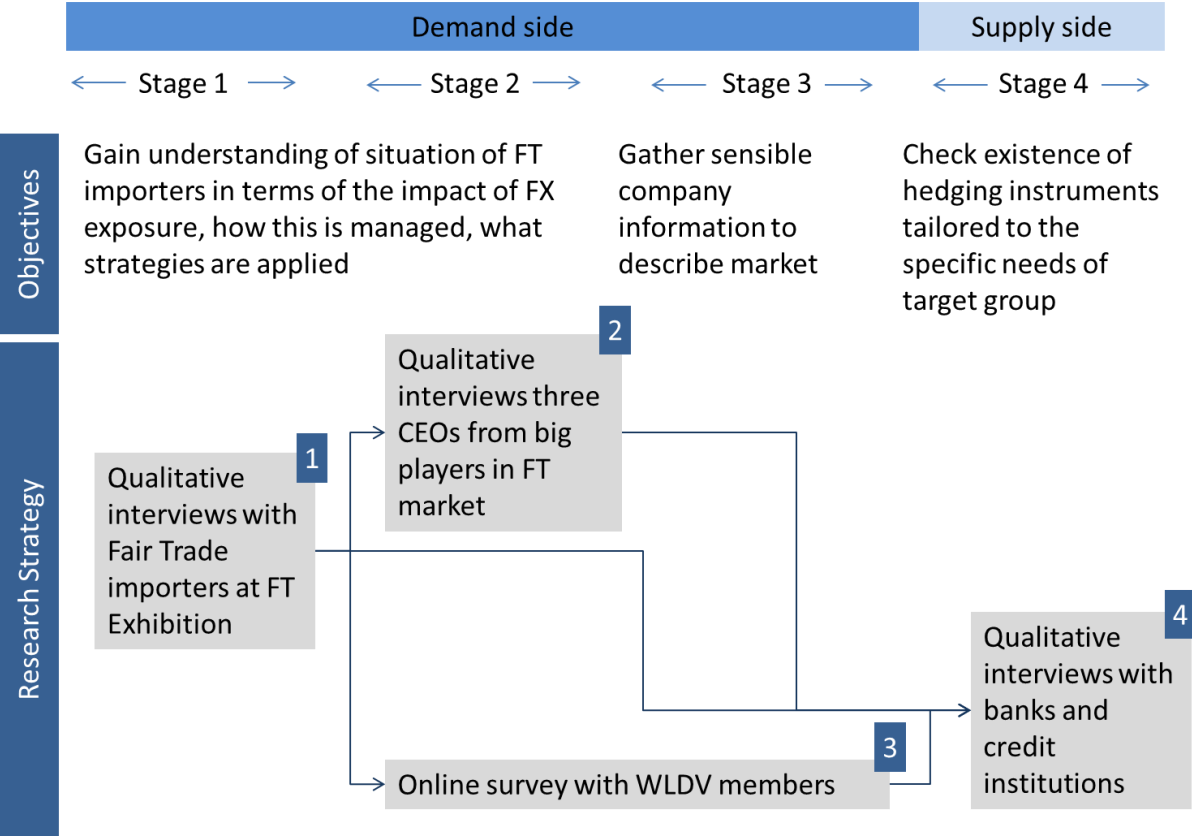 Demand side
Supply side
Stage 1
Stage 2
Stage 3
Stage 4
Objectives
Gain understanding of situation of FT
importers in terms of the impact of FX
exposure, how this is managed, what
strategies are applied
Gather sensible
company
information to
describe market
Check existence of
hedging instruments
tailored to the
specific needs of
target group
Research Strategy
1
Qualitative
interviews with
Fair Trade
importers at FT
Exhibition
2
Qualitative
interviews three
CEOs from big
players in FT
market
3
Online survey with WLDV members
4
Qualitative
interviews with
banks and
credit
institutions